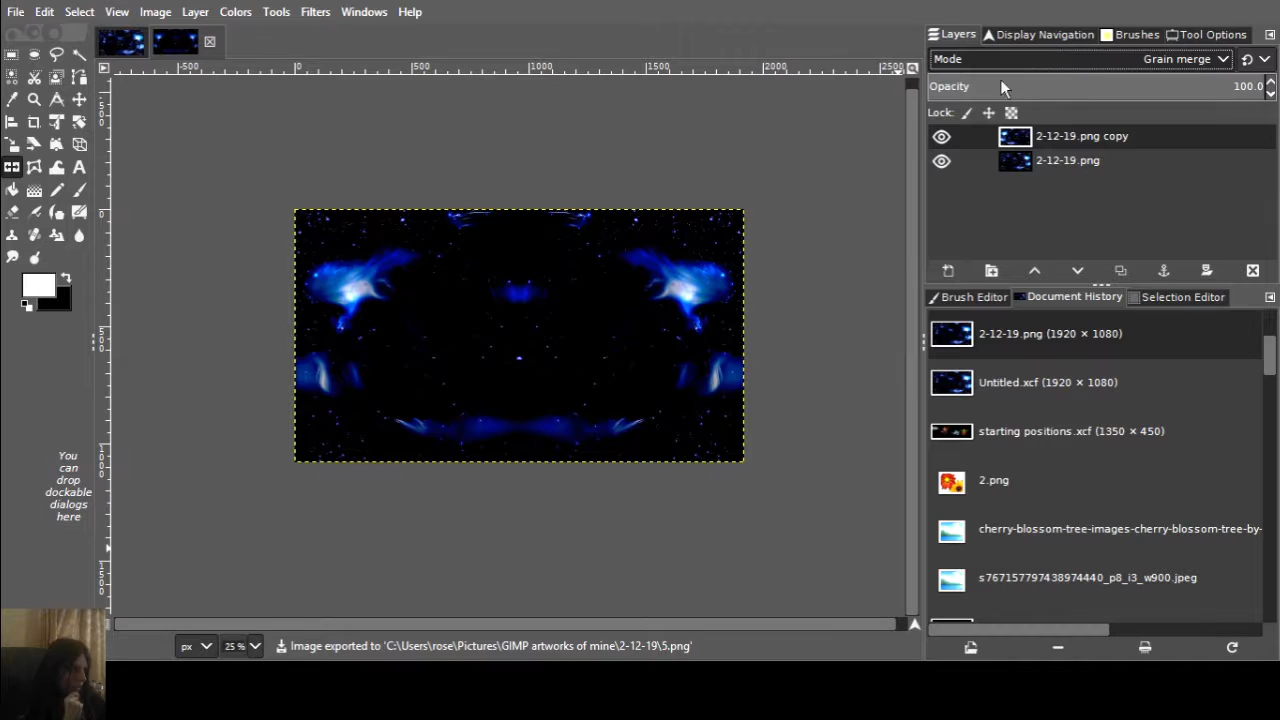 File Edit Select View Image Layer Colors Tools Filters Windows Help
Layers Display Navigation Brushes Tool Options
Mode Grain merge
Opacity 100.0
Lock:
2-12-19.png copy
2-12-19.png
-500 0 500 1000 1500 2000 2500
0
500
1000
1500
You
can
drop
dockable
dialogs
here
Brush Editor Document History Selection Editor
2-12-19.png (1920 × 1080)
Untitled.xcf (1920 × 1080)
starting positions.xcf (1350 × 450)
2.png
cherry-blossom-tree-images-cherry-blossom-tree-by-
s767157797438974440_p8_i3_w900.jpeg
px 25 % Image exported to 'C:\Users\rose\Pictures\GIMP artworks of mine\2-12-19\5.png'